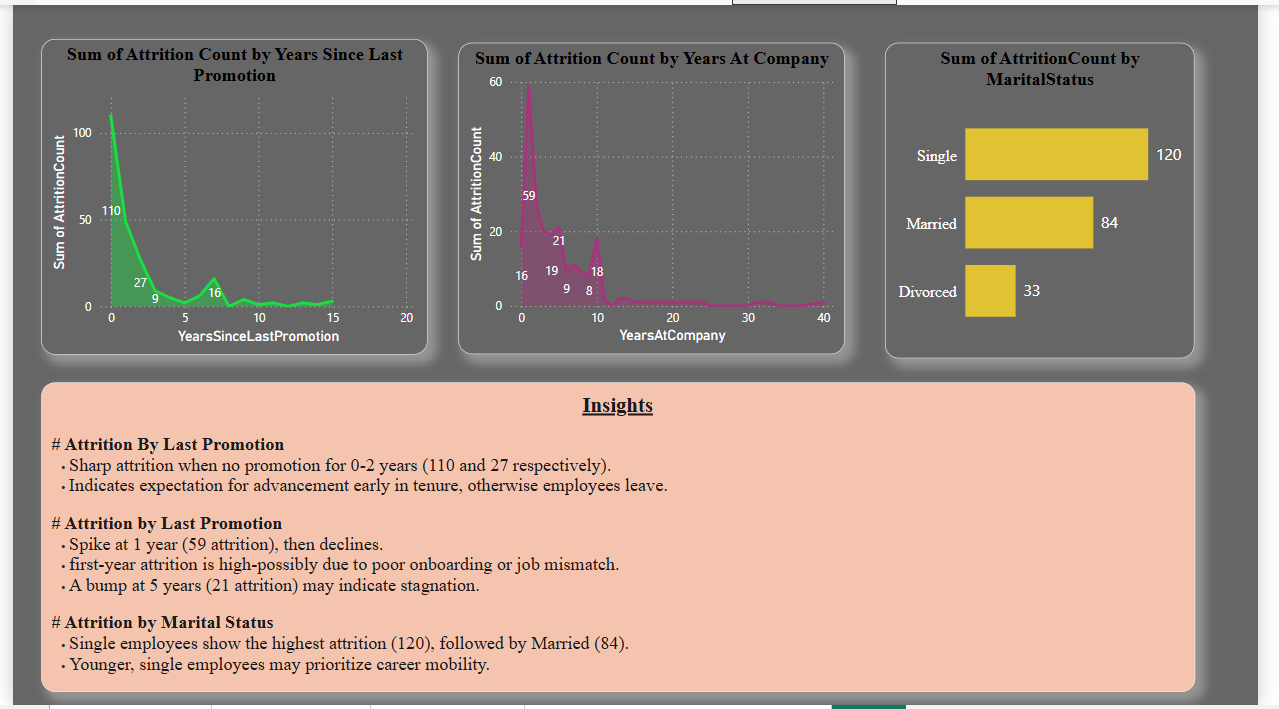 Sum of Attrition Count by Years Since Last
Promotion
Sum of AttritionCount
100
50
0
110
27
9
16
0
5
10
15
20
YearsSinceLastPromotion
Sum of Attrition Count by Years At Company
Sum of AttritionCount
60
40
20
0
59
16
19
21
9
8
18
0
10
20
30
40
YearsAtCompany
Sum of AttritionCount by
MaritalStatus
Single 120
Married 84
Divorced 33
Insights
# Attrition By Last Promotion
• Sharp attrition when no promotion for 0-2 years (110 and 27 respectively).
• Indicates expectation for advancement early in tenure, otherwise employees leave.
# Attrition by Last Promotion
• Spike at 1 year (59 attrition), then declines.
• first-year attrition is high-possibly due to poor onboarding or job mismatch.
• A bump at 5 years (21 attrition) may indicate stagnation.
# Attrition by Marital Status
• Single employees show the highest attrition (120), followed by Married (84).
• Younger, single employees may prioritize career mobility.